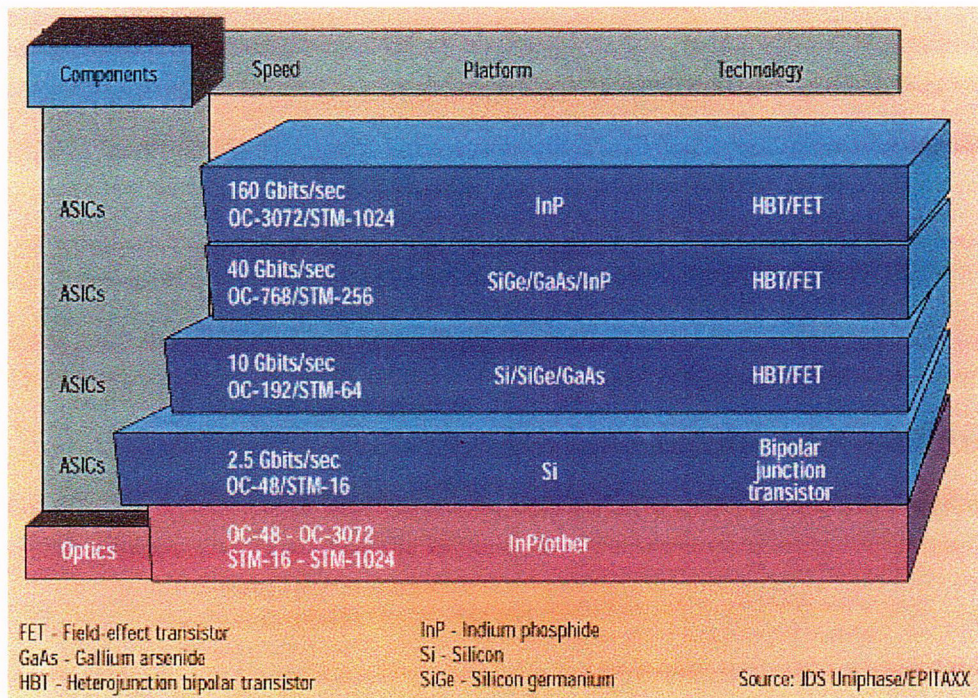 Components Speed Platform Technology
ASICs
160 Gbits/sec
OC-3072/STM-1024
InP
HBT/FET
ASICs
40 Gbits/sec
OC-768/STM-256
SiGe/GaAs/InP
HBT/FET
ASICs
10 Gbits/sec
OC-192/STM-64
Si/SiGe/GaAs
HBT/FET
ASICs
2.5 Gbits/sec
OC-48/STM-16
Si
Bipolar
junction
transistor
Optics
OC-48 - OC-3072
STM-16 - STM-1024
InP/other
FET - Field-effect transistor
GaAs - Gallium arsenide
HBT - Heterojunction bipolar transistor
InP - Indium phosphide
Si - Silicon
SiGe - Silicon germanium
Source: JDS Uniphase/EPITAXX